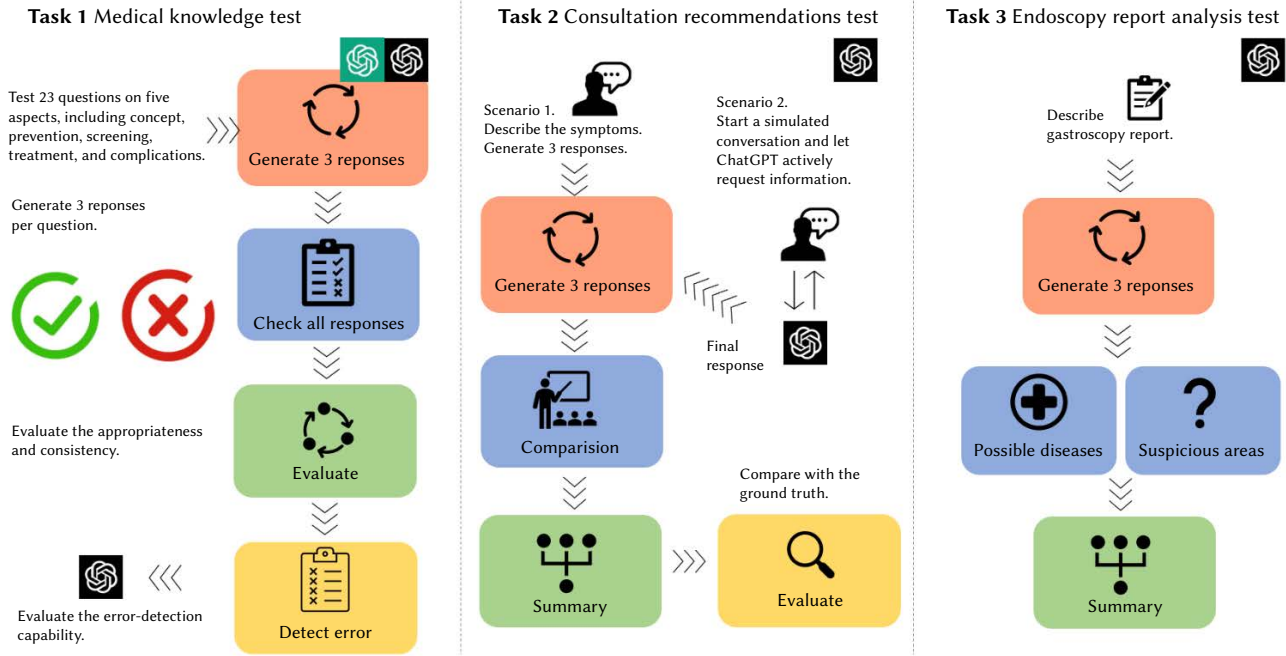 Task 1 Medical knowledge test
Test 23 questions on five
aspects, including concept,
prevention, screening,
treatment, and complications.
Generate 3 reponses
Generate 3 reponses
per question.
Check all responses
Evaluate the appropriateness
and consistency.
Evaluate
Evaluate the error-detection
capability.
Detect error
Task 2 Consultation recommendations test
Scenario 1.
Describe the symptoms.
Generate 3 responses.
Scenario 2.
Start a simulated
conversation and let
ChatGPT actively
request information.
Generate 3 reponses
Final
response
Comparision
Compare with the
ground truth.
Summary
Evaluate
Task 3 Endoscopy report analysis test
Describe
gastroscopy report.
Generate 3 reponses
Possible diseases
Suspicious areas
Summary